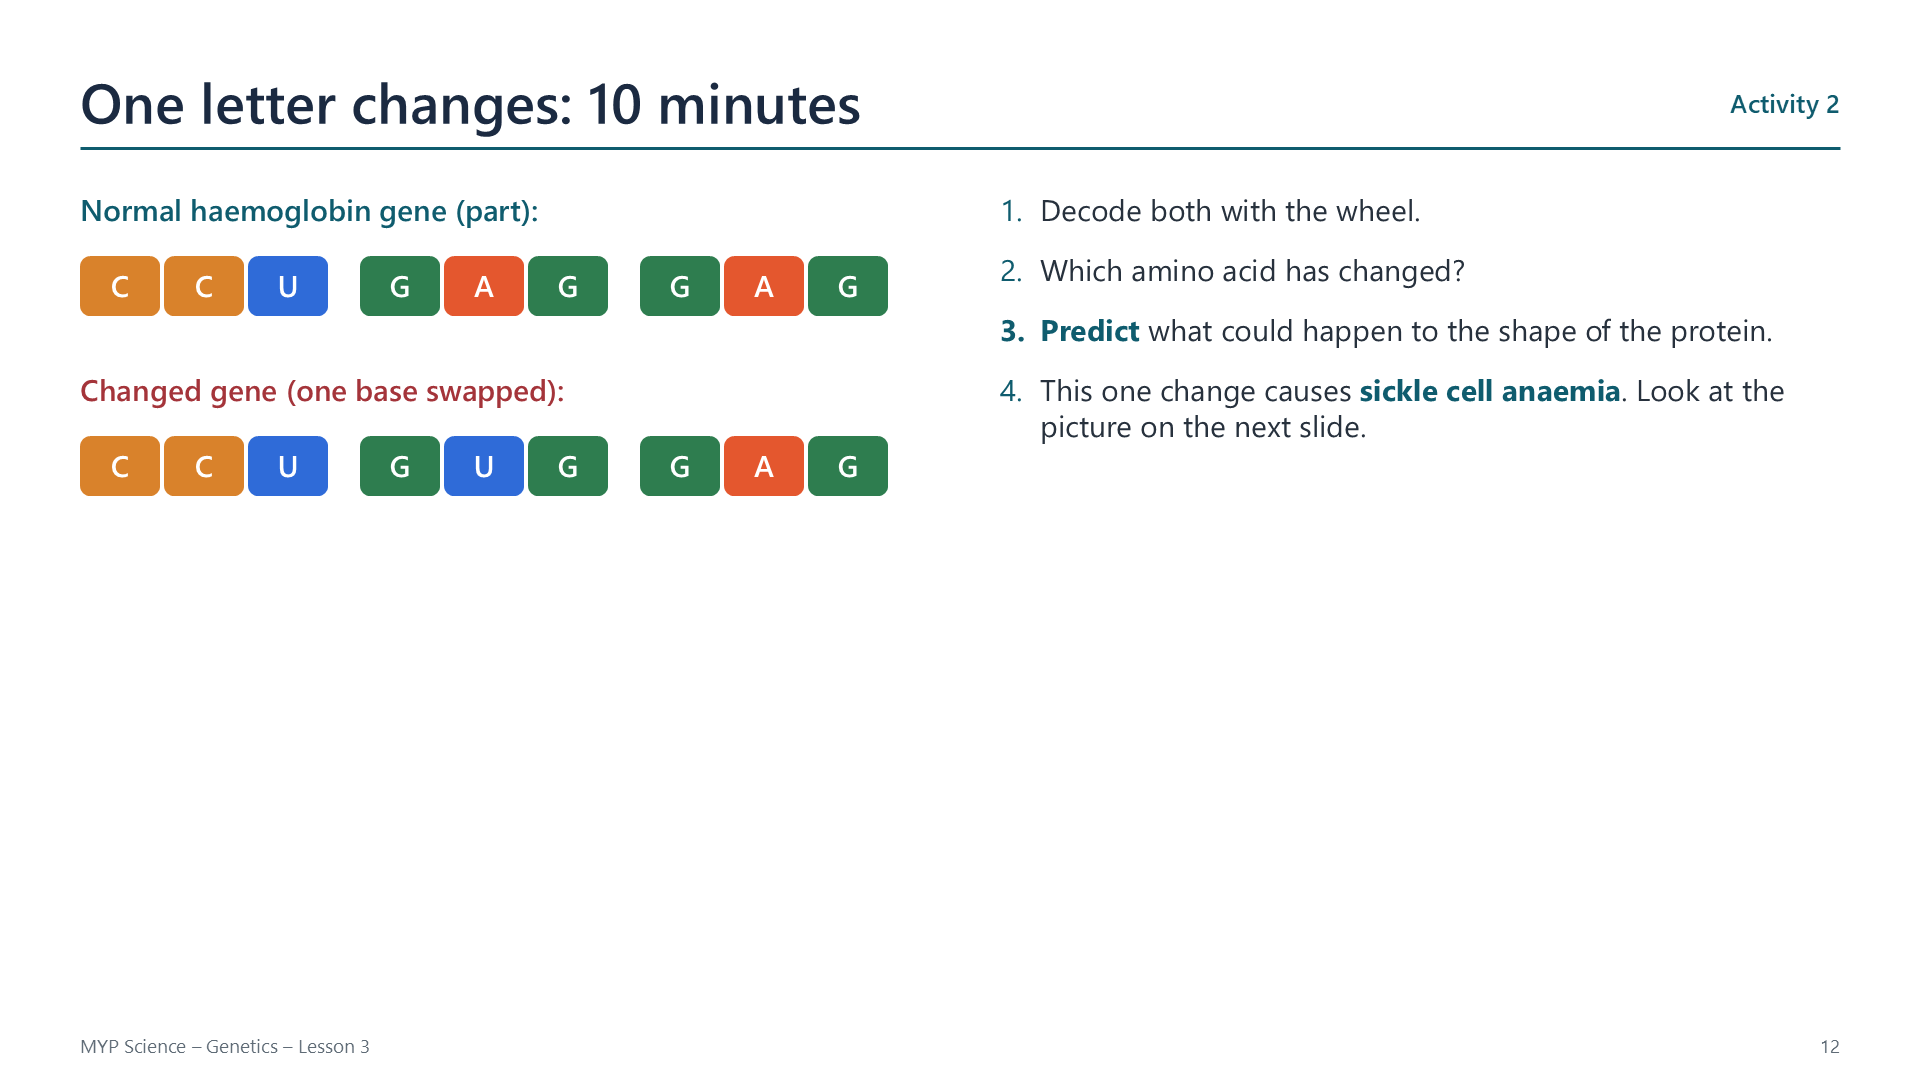 One letter changes: 10 minutes
Activity 2
Normal haemoglobin gene (part):
C C U G A G G A G
Changed gene (one base swapped):
C C U G U G G A G
1. Decode both with the wheel.
2. Which amino acid has changed?
3. Predict what could happen to the shape of the protein.
4. This one change causes sickle cell anaemia. Look at the
picture on the next slide.
MYP Science – Genetics – Lesson 3
12